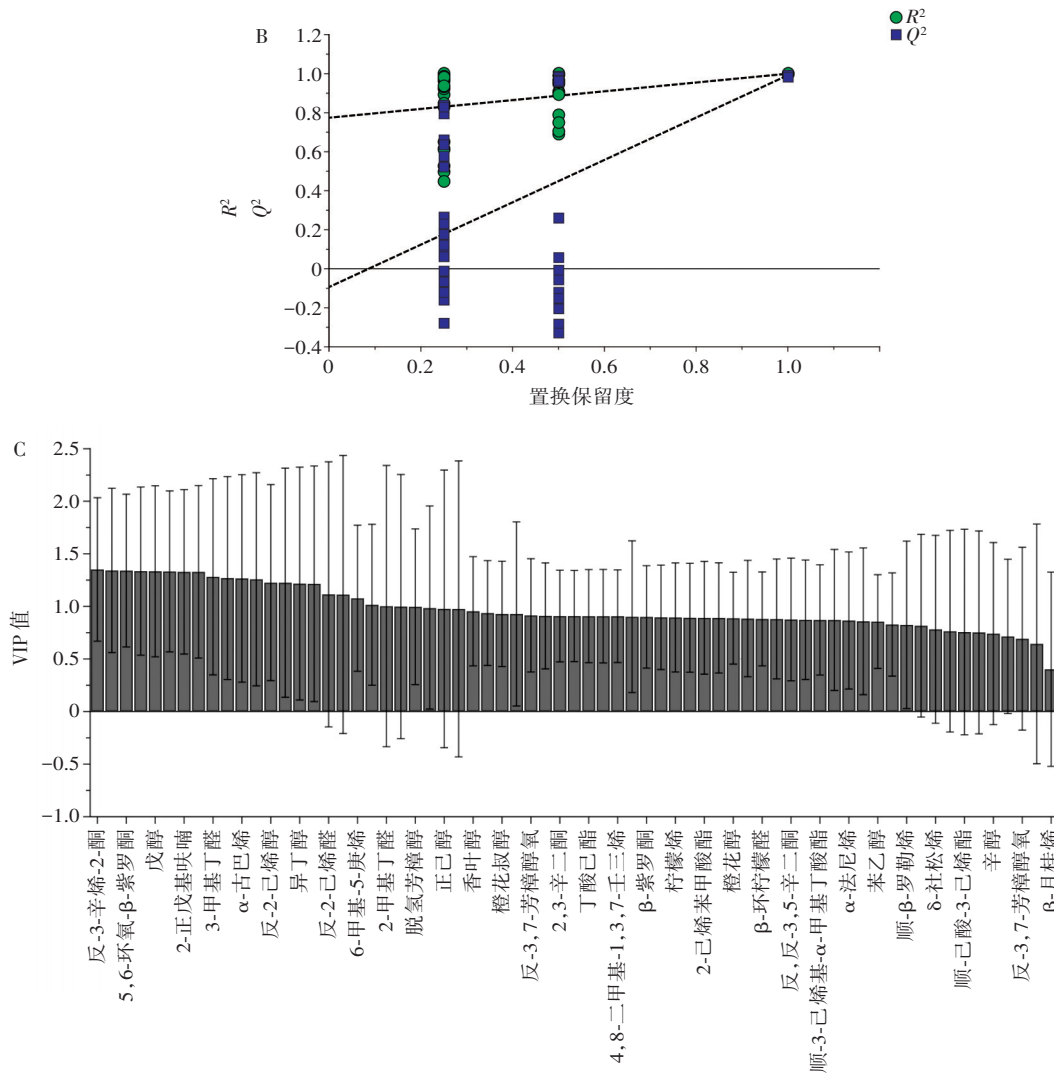 B
R²
Q²
1.2
1.0
0.8
0.6
0.4
0.2
0
−0.2
−0.4
R²
Q²
0 0.2 0.4 0.6 0.8 1.0
置换保留度
C
2.5
2.0
1.5
1.0
0.5
0
−0.5
−1.0
VIP 值
反-3-辛烯-2-酮
5,6-环氧-β-紫罗酮
戊醇
2-正戊基呋喃
3-甲基丁醛
α-古巴烯
反-2-己烯醇
异丁醇
反-2-己烯醛
6-甲基-5-庚烯
2-甲基丁醛
脱氢芳樟醇
正己醇
香叶醇
橙花叔醇
反-3,7-芳樟醇氧
2,3-辛二酮
丁酸己酯
4,8-二甲基-1,3,7-壬三烯
β-紫罗酮
柠檬烯
2-己烯苯甲酸酯
橙花醇
β-环柠檬醛
反,反-3,5-辛二酮
顺-3-己烯基-α-甲基丁酸酯
α-法尼烯
苯乙醇
顺-β-罗勒烯
δ-杜松烯
顺-己酸-3-己烯酯
辛醇
反-3,7-芳樟醇氧
β-月桂烯